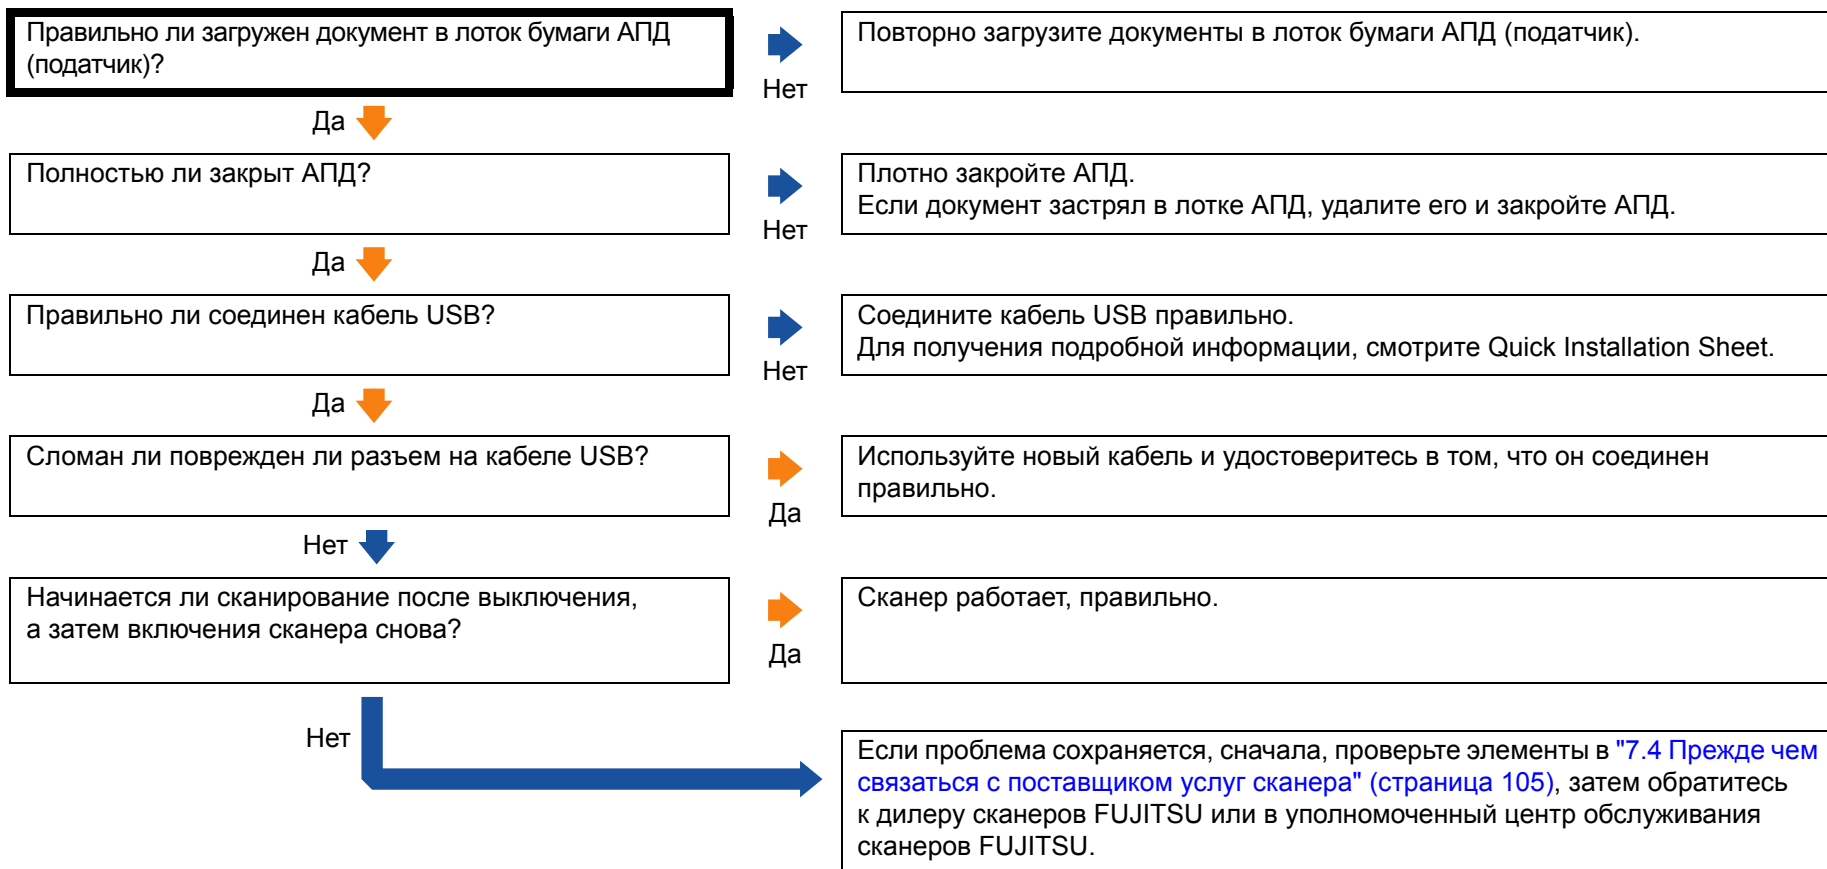 Правильно ли загружен документ в лоток бумаги АПД
(податчик)?
Нет
Повторно загрузите документы в лоток бумаги АПД (податчик).
Да
Полностью ли закрыт АПД?
Нет
Плотно закройте АПД.
Если документ застрял в лотке АПД, удалите его и закройте АПД.
Да
Правильно ли соединен кабель USB?
Нет
Соедините кабель USB правильно.
Для получения подробной информации, смотрите Quick Installation Sheet.
Да
Сломан ли поврежден ли разъем на кабеле USB?
Да
Используйте новый кабель и удостоверитесь в том, что он соединен
правильно.
Нет
Начинается ли сканирование после выключения,
а затем включения сканера снова?
Да
Сканер работает, правильно.
Нет
Если проблема сохраняется, сначала, проверьте элементы в "7.4 Прежде чем
связаться с поставщиком услуг сканера" (страница 105), затем обратитесь
к дилеру сканеров FUJITSU или в уполномоченный центр обслуживания
сканеров FUJITSU.